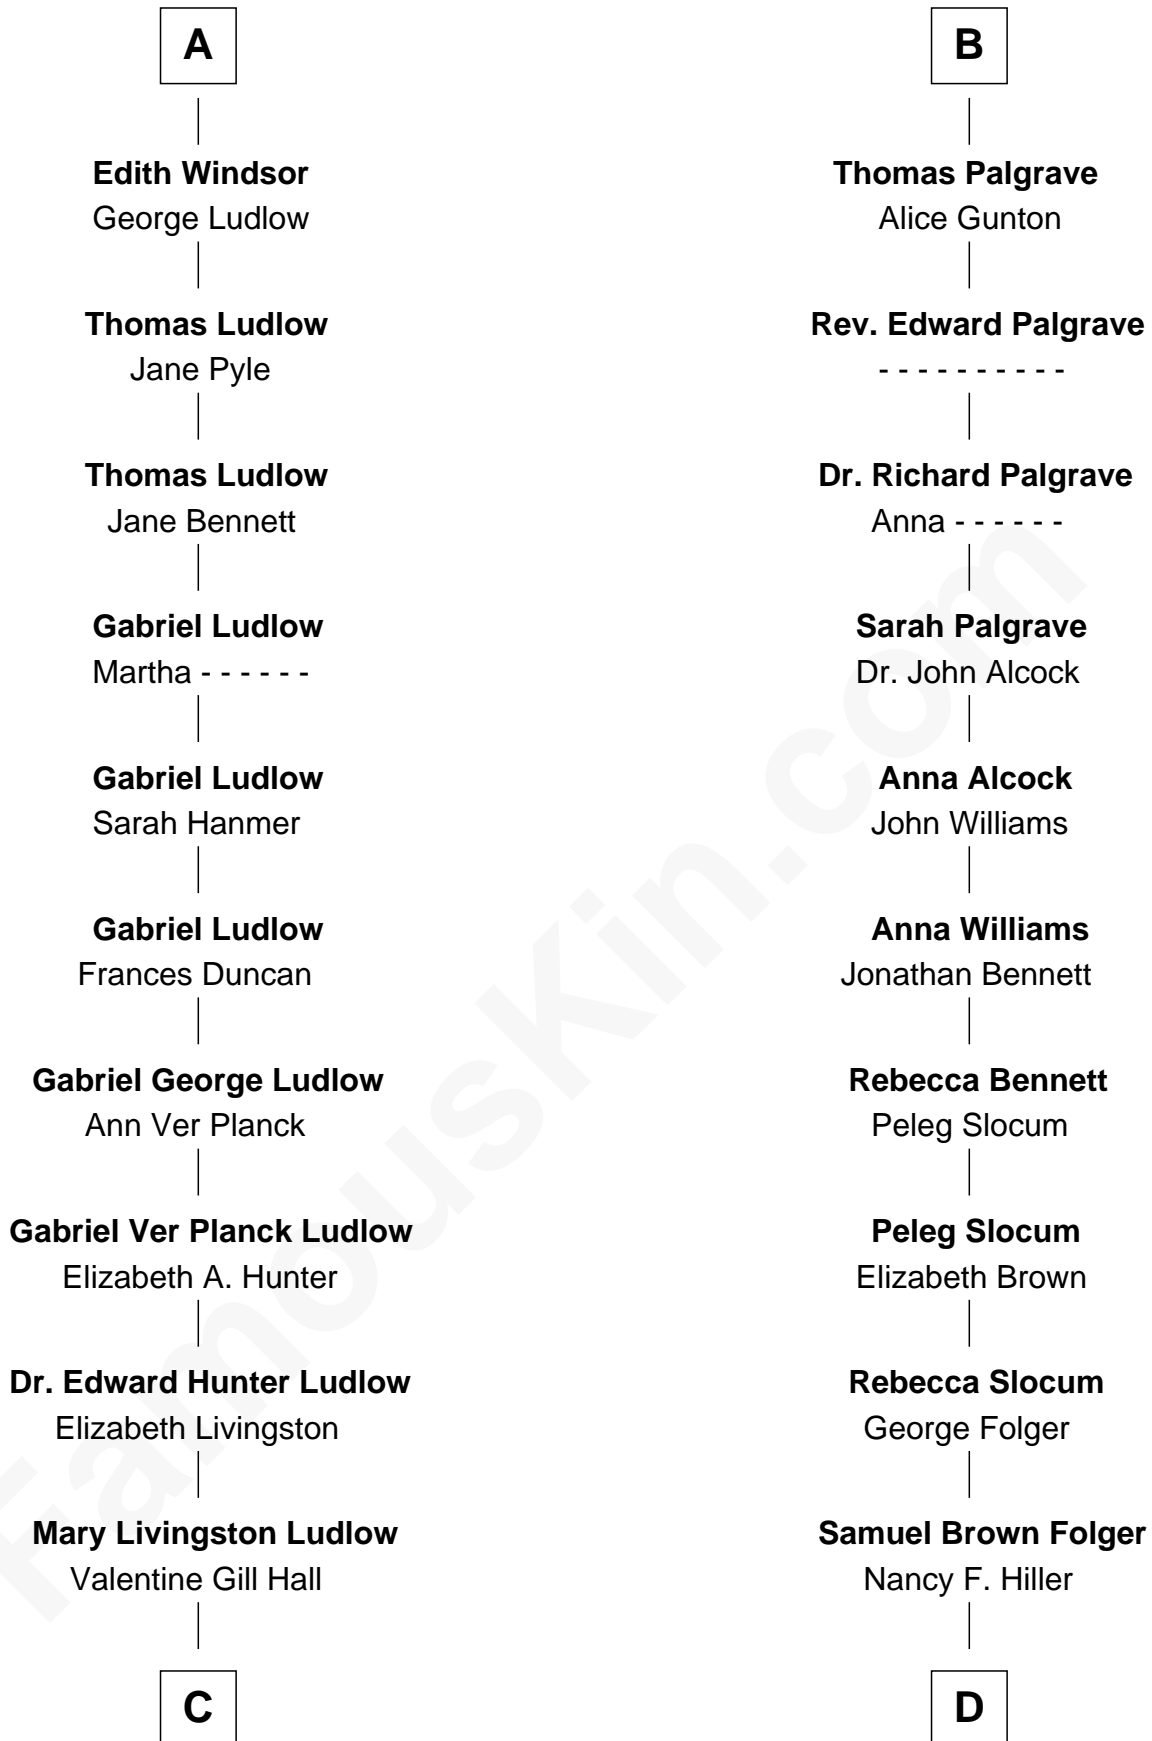 A
Edith Windsor
George Ludlow
Thomas Ludlow
Jane Pyle
Thomas Ludlow
Jane Bennett
Gabriel Ludlow
Martha - - - - - -
Gabriel Ludlow
Sarah Hanmer
Gabriel Ludlow
Frances Duncan
Gabriel George Ludlow
Ann Ver Planck
Gabriel Ver Planck Ludlow
Elizabeth A. Hunter
Dr. Edward Hunter Ludlow
Elizabeth Livingston
Mary Livingston Ludlow
Valentine Gill Hall
C
B
Thomas Palgrave
Alice Gunton
Rev. Edward Palgrave
- - - - - - - - - -
Dr. Richard Palgrave
Anna - - - - - -
Sarah Palgrave
Dr. John Alcock
Anna Alcock
John Williams
Anna Williams
Jonathan Bennett
Rebecca Bennett
Peleg Slocum
Peleg Slocum
Elizabeth Brown
Rebecca Slocum
George Folger
Samuel Brown Folger
Nancy F. Hiller
D
FamousKin.com